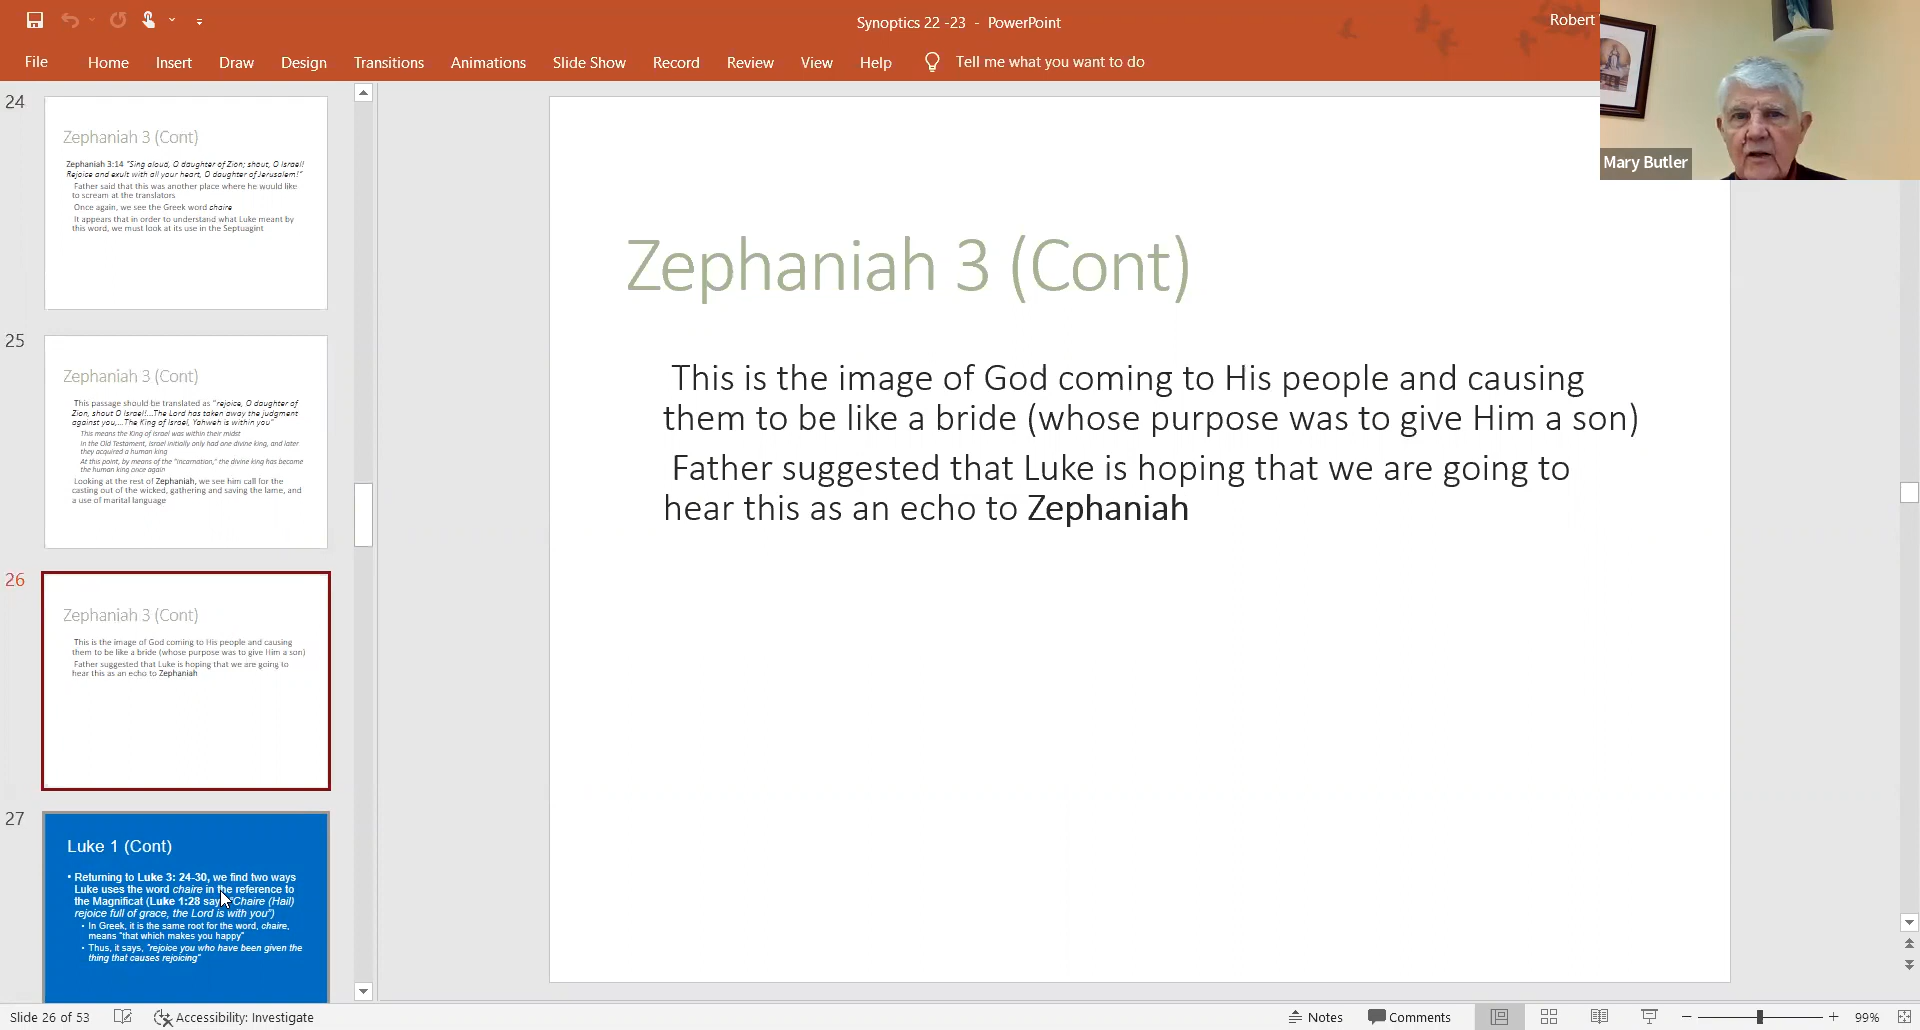 Synoptics 22 -23 - PowerPoint
Robert
File Home Insert Draw Design Transitions Animations Slide Show Record Review View Help Tell me what you want to do
Mary Butler
24
Zephaniah 3 (Cont)
Zephaniah 3:14 "Sing aloud, O daughter of Zion; shout, O Israel!
Rejoice and exult with all your heart, O daughter of Jerusalem!"
Father said that this was another place where he would like
to scream at the translators
Once again, we see the Greek word chaire
It appears that in order to understand what Luke meant by
this word, we must look at its use in the Septuagint
25
Zephaniah 3 (Cont)
This passage should be translated as "rejoice, O daughter of
Zion, shout O Israel!...The Lord has taken away the judgment
against you,...The King of Israel, Yahweh is within you"
This means the King of Israel was within their midst
In the Old Testament, Israel initially only had one divine king, and later
they acquired a human king
At this point, by means of the "incarnation," the divine king has become
the human king once again
Looking at the rest of Zephaniah, we see him call for the
casting out of the wicked, gathering and saving the lame, and
a use of marital language
26
Zephaniah 3 (Cont)
This is the image of God coming to His people and causing
them to be like a bride (whose purpose was to give Him a son)
Father suggested that Luke is hoping that we are going to
hear this as an echo to Zephaniah
27
Luke 1 (Cont)
• Returning to Luke 3: 24-30, we find two ways
Luke uses the word chaire in the reference to
the Magnificat (Luke 1:28 say "Chaire (Hail)
rejoice full of grace, the Lord is with you")
• In Greek, it is the same root for the word, chaire,
means "that which makes you happy"
• Thus, it says, "rejoice you who have been given the
thing that causes rejoicing"
Zephaniah 3 (Cont)
This is the image of God coming to His people and causing
them to be like a bride (whose purpose was to give Him a son)
Father suggested that Luke is hoping that we are going to
hear this as an echo to Zephaniah
Slide 26 of 53 Accessibility: Investigate Notes Comments 99%